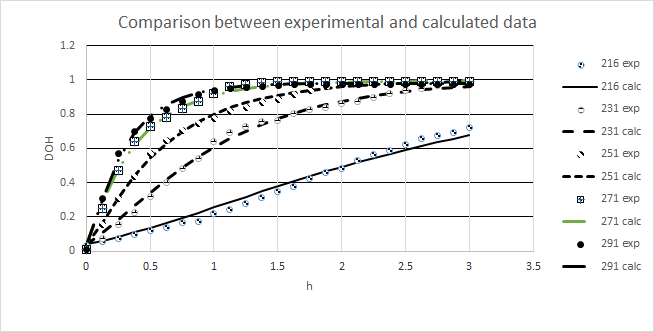 Comparison between experimental and calculated data
1.2
1
0.8
0.6
0.4
0.2
0
DOH
0 0.5 1 1.5 2 2.5 3 3.5
h
216 exp
216 calc
231 exp
231 calc
251 exp
251 calc
271 exp
271 calc
291 exp
291 calc